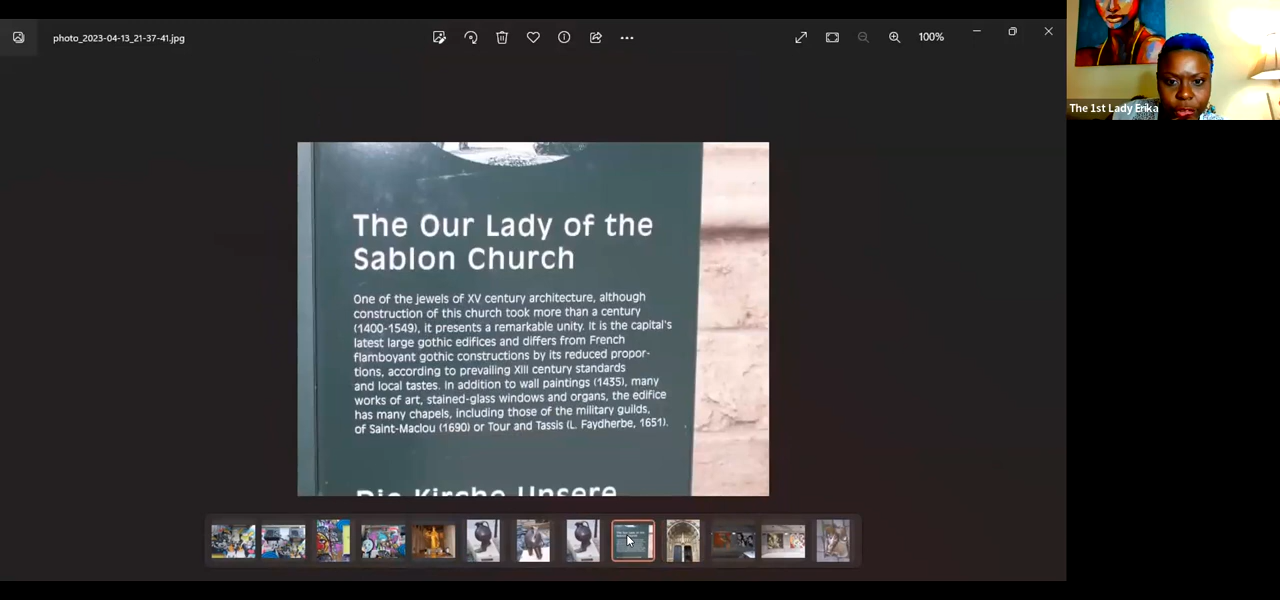 photo_2023-04-13_21-37-41.jpg
100%
The 1st Lady Erika
The Our Lady of the
Sablon Church
One of the jewels of XV century architecture, although
construction of this church took more than a century
(1400-1549), it presents a remarkable unity. It is the capital's
latest large gothic edifices and differs from French
flamboyant gothic constructions by its reduced propor-
tions, according to prevailing XIII century standards
and local tastes. In addition to wall paintings (1435), many
works of art, stained-glass windows and organs, the edifice
has many chapels, including those of the military guilds,
of Saint-Maclou (1690) or Tour and Tassis (L. Faydherbe, 1651).
Die Kirche Unsere